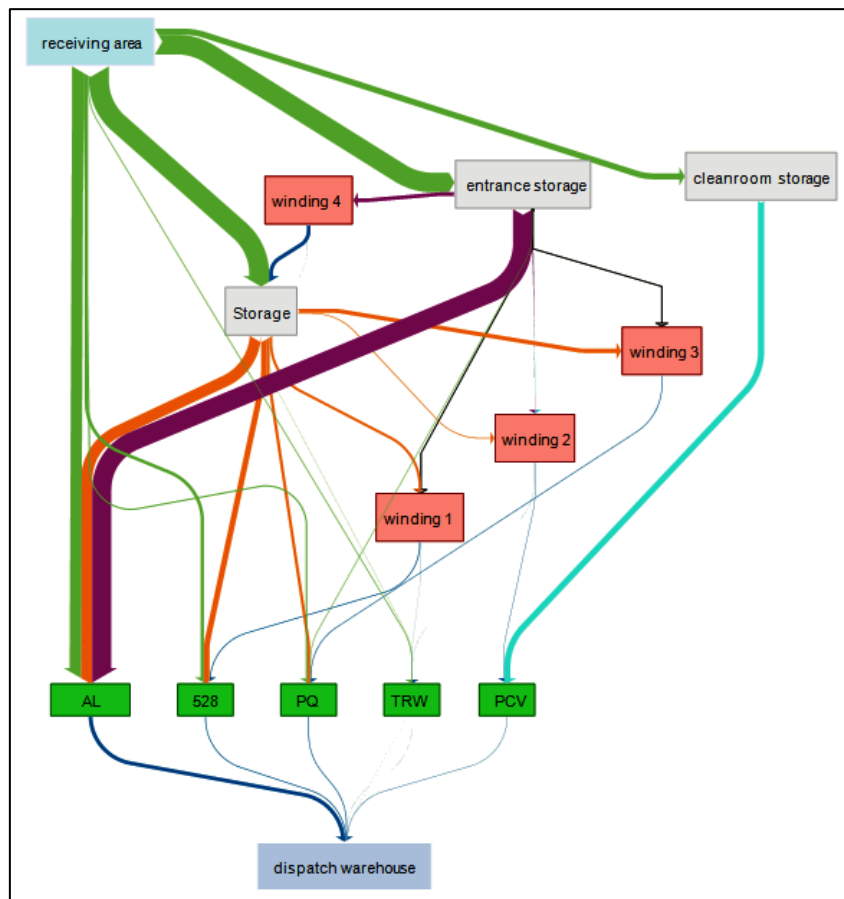 receiving area
entrance storage
cleanroom storage
winding 4
Storage
winding 3
winding 2
winding 1
AL
528
PQ
TRW
PCV
dispatch warehouse